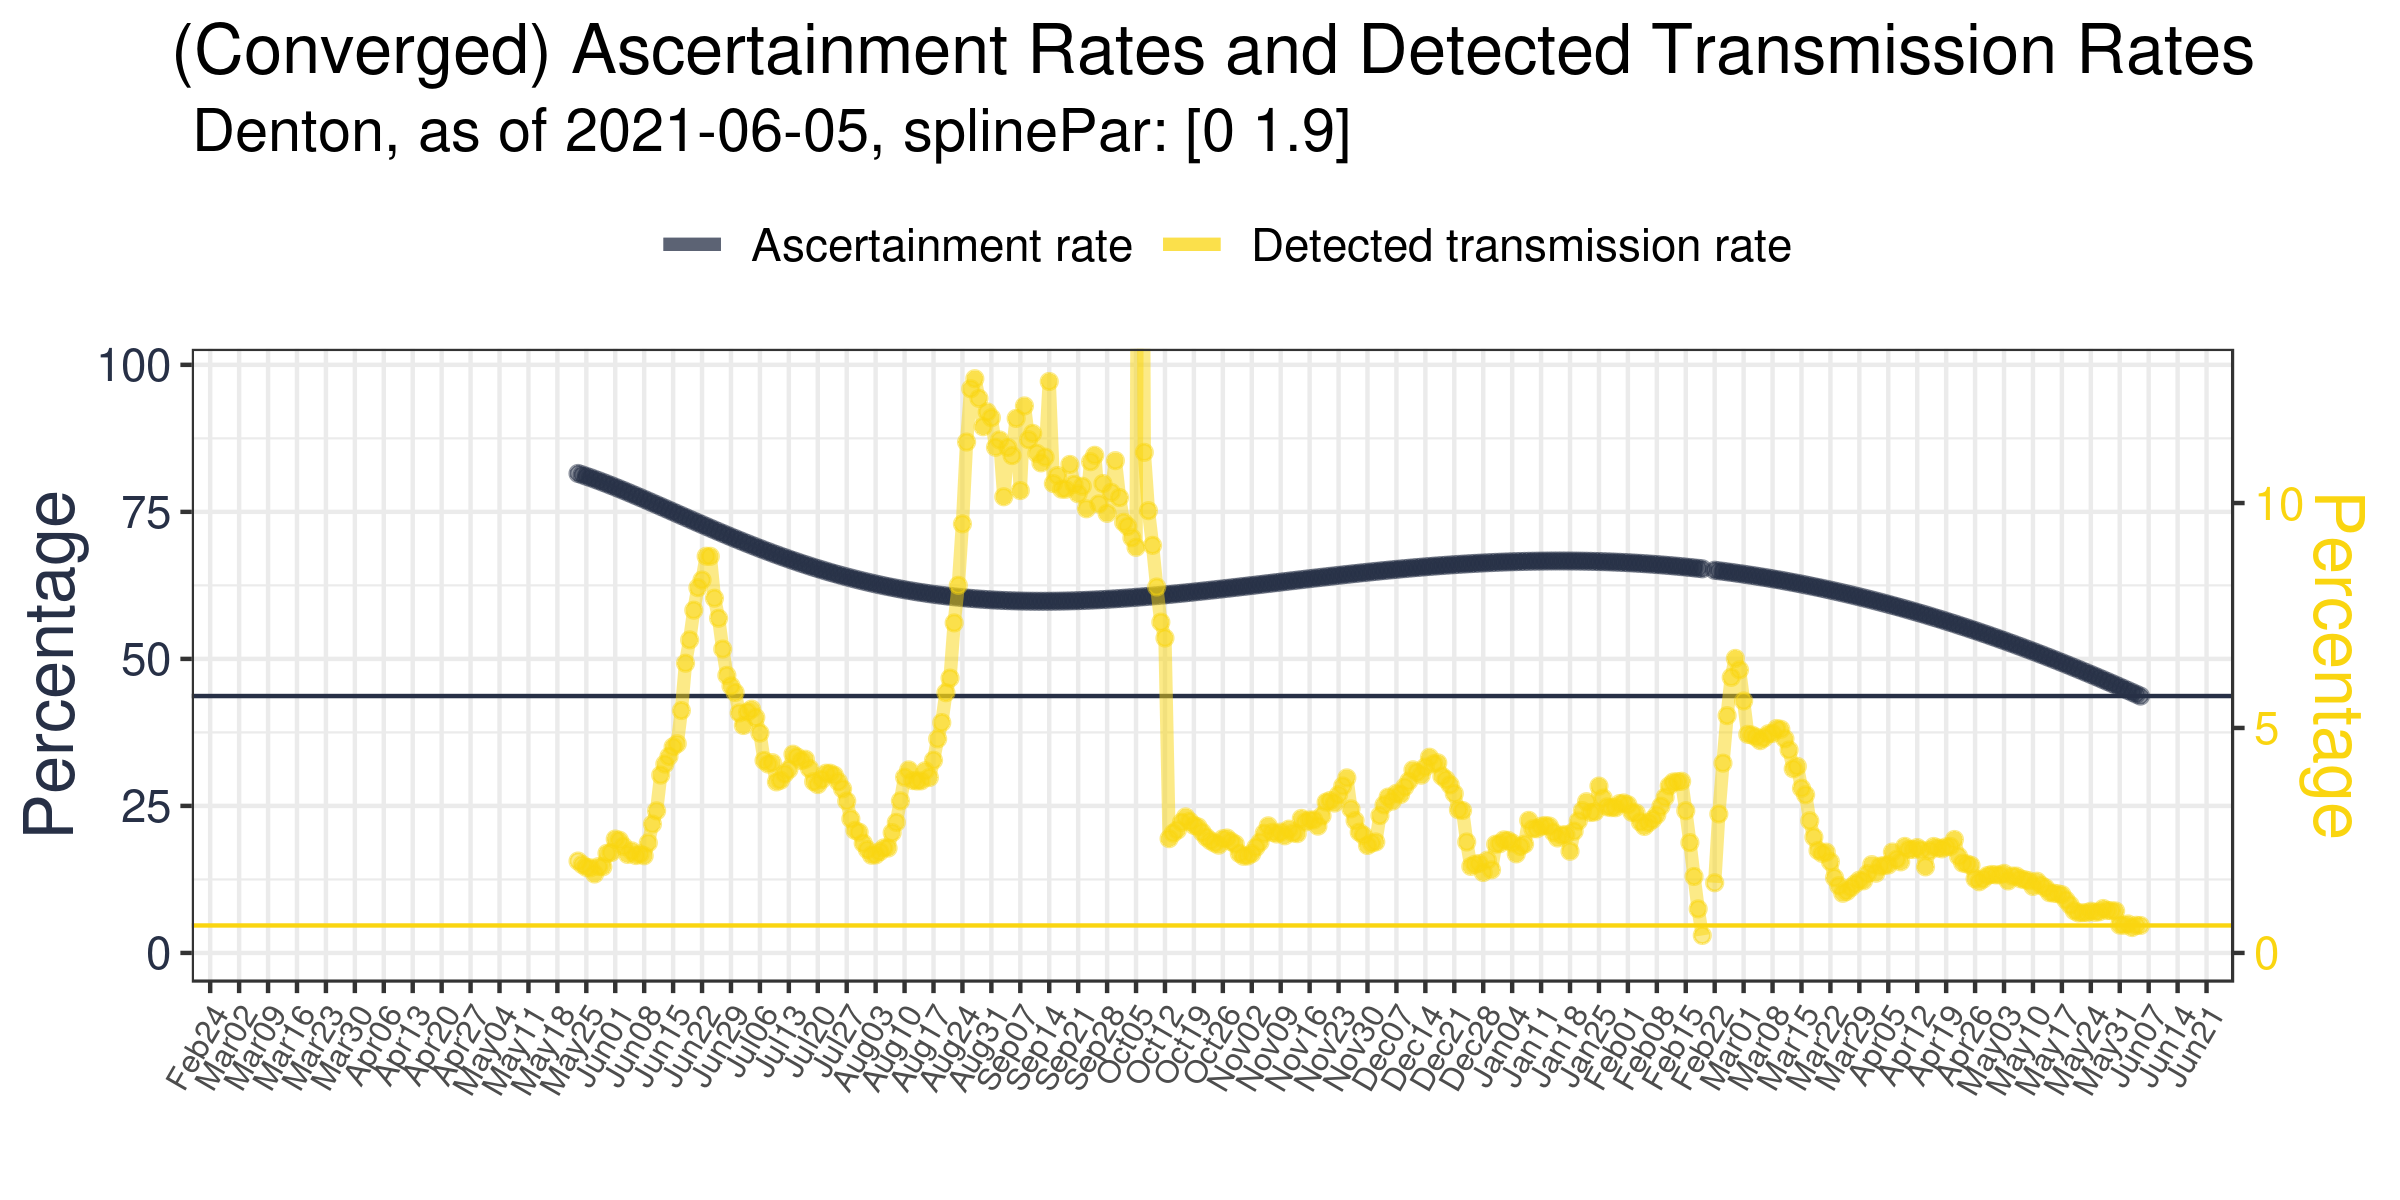 (Converged) Ascertainment Rates and Detected Transmission Rates
Denton, as of 2021-06-05, splinePar: [0 1.9]
Ascertainment rate
Detected transmission rate
Percentage
100
75
50
25
0
10
5
0
Percentage
Feb24
Mar02
Mar09
Mar16
Mar23
Mar30
Apr06
Apr13
Apr20
Apr27
May04
May11
May18
May25
Jun01
Jun08
Jun15
Jun22
Jun29
Jul06
Jul13
Jul20
Jul27
Aug03
Aug10
Aug17
Aug24
Aug31
Sep07
Sep14
Sep21
Sep28
Oct05
Oct12
Oct19
Oct26
Nov02
Nov09
Nov16
Nov23
Nov30
Dec07
Dec14
Dec21
Dec28
Jan04
Jan11
Jan18
Jan25
Feb01
Feb08
Feb15
Feb22
Mar01
Mar08
Mar15
Mar22
Mar29
Apr05
Apr12
Apr19
Apr26
May03
May10
May17
May24
May31
Jun07
Jun14
Jun21